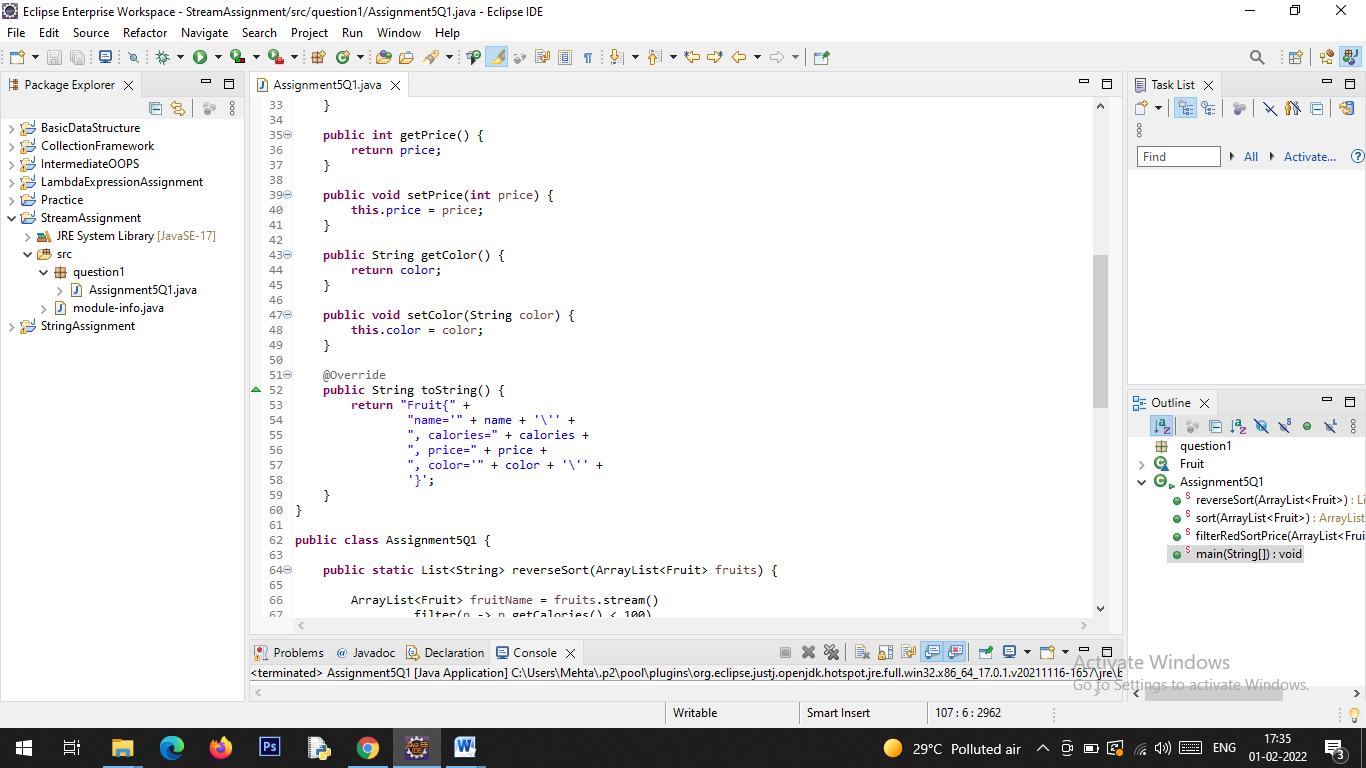 Eclipse Enterprise Workspace - StreamAssignment/src/question1/Assignment5Q1.java - Eclipse IDE
File Edit Source Refactor Navigate Search Project Run Window Help
Package Explorer
BasicDataStructure
CollectionFramework
IntermediateOOPS
LambdaExpressionAssignment
Practice
StreamAssignment
JRE System Library [JavaSE-17]
src
question1
Assignment5Q1.java
module-info.java
StringAssignment
Assignment5Q1.java
33 }
34
35 public int getPrice() {
36 return price;
37 }
38
39 public void setPrice(int price) {
40 this.price = price;
41 }
42
43 public String getColor() {
44 return color;
45 }
46
47 public void setColor(String color) {
48 this.color = color;
49 }
50
51 @Override
52 public String toString() {
53 return "Fruit{" +
54 "name='" + name + '\'' +
55 ", calories=" + calories +
56 ", price=" + price +
57 ", color='" + color + '\'' +
58 '}';
59 }
60 }
61
62 public class Assignment5Q1 {
63
64 public static List<String> reverseSort(ArrayList<Fruit> fruits) {
65
66 ArrayList<Fruit> fruitName = fruits.stream()
67 filter(p -> p.getCalories() < 100)
Task List
Find All Activate...
Outline
question1
Fruit
Assignment5Q1
reverseSort(ArrayList<Fruit>) : Li
sort(ArrayList<Fruit>) : ArrayList
filterRedSortPrice(ArrayList<Frui
main(String[]) : void
Problems @ Javadoc Declaration Console
<terminated> Assignment5Q1 [Java Application] C:\Users\Mehta\.p2\pool\plugins\org.eclipse.justj.openjdk.hotspot.jre.full.win32.x86_64_17.0.1.v20211116-1657\jre\b
Activate Windows
Go to Settings to activate Windows.
Writable Smart Insert 107 : 6 : 2962
29°C Polluted air ENG 17:35
01-02-2022
3